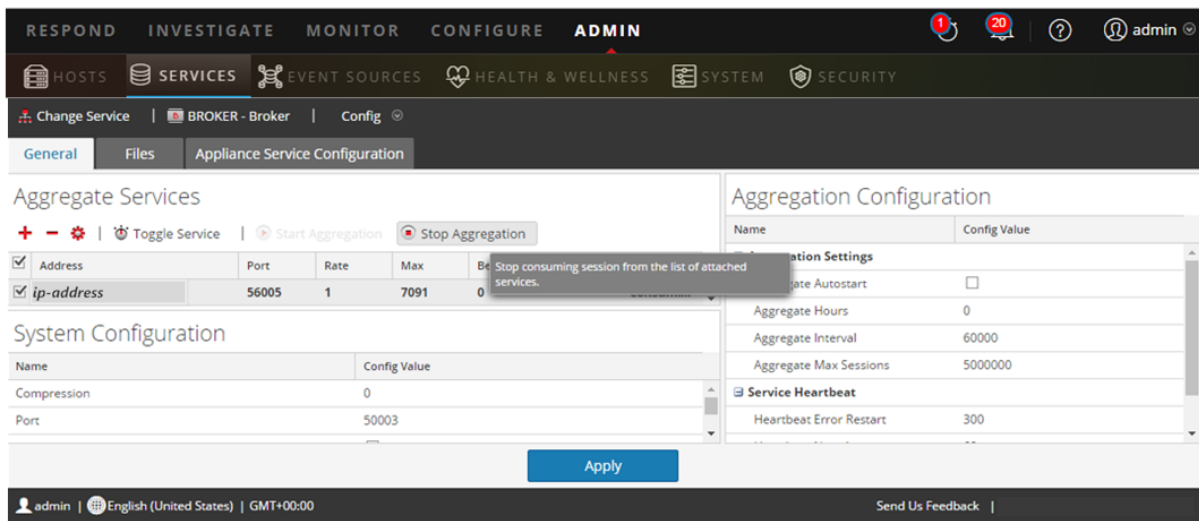 RESPOND INVESTIGATE MONITOR CONFIGURE ADMIN 1 20 ? admin
HOSTS SERVICES EVENT SOURCES HEALTH & WELLNESS SYSTEM SECURITY
Change Service | BROKER - Broker | Config
General Files Appliance Service Configuration
Aggregate Services
Toggle Service | Start Aggregation Stop Aggregation
Address Port Rate Max
Stop consuming session from the list of attached
services.
ip-address 56005 1 7091 0
System Configuration
Name Config Value
Compression 0
Port 50003
Aggregation Configuration
Name Config Value
Settings
Autostart
Aggregate Hours 0
Aggregate Interval 60000
Aggregate Max Sessions 5000000
Service Heartbeat
Heartbeat Error Restart 300
Apply
admin | English (United States) | GMT+00:00 Send Us Feedback |